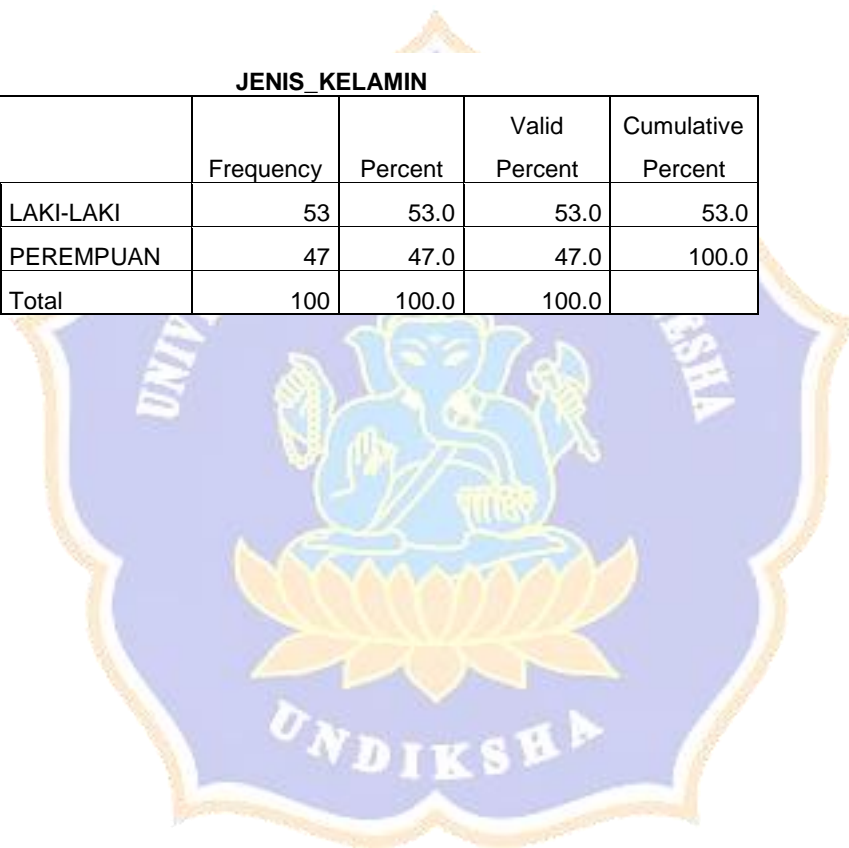 JENIS_KELAMIN
Frequency Percent Valid Percent Cumulative Percent
LAKI-LAKI 53 53.0 53.0 53.0
PEREMPUAN 47 47.0 47.0 100.0
Total 100 100.0 100.0
UNDIKSHA